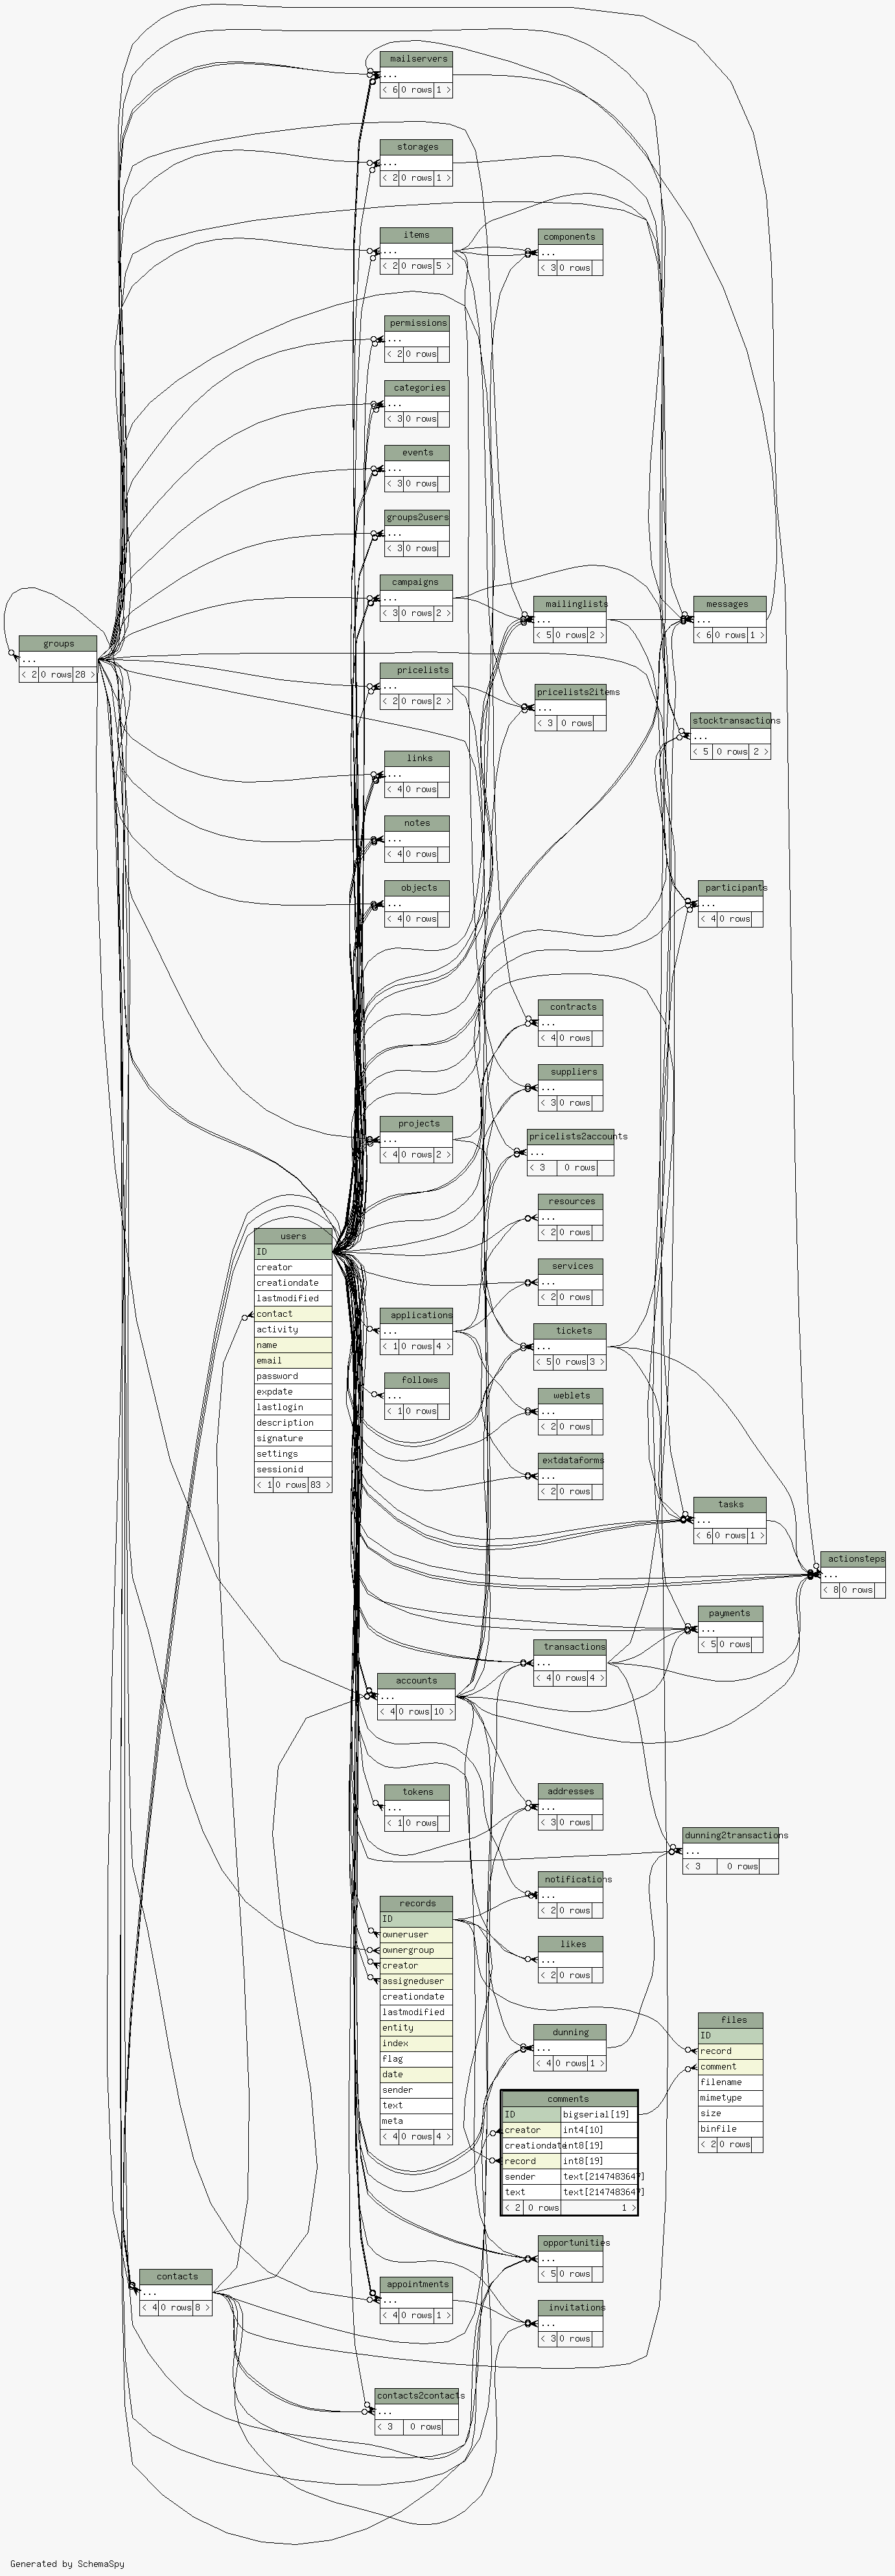 mailservers
...
< 6 0 rows 1 >
storages
...
< 2 0 rows 1 >
items
...
< 2 0 rows 5 >
components
...
< 3 0 rows
permissions
...
< 2 0 rows
categories
...
< 3 0 rows
events
...
< 3 0 rows
groups2users
...
< 3 0 rows
campaigns
...
< 3 0 rows 2 >
mailinglists
...
< 5 0 rows 2 >
messages
...
< 6 0 rows 1 >
groups
...
< 2 0 rows 28 >
pricelists
...
< 2 0 rows 2 >
pricelists2items
...
< 3 0 rows
stocktransactions
...
< 5 0 rows 2 >
links
...
< 4 0 rows
notes
...
< 4 0 rows
objects
...
< 4 0 rows
participants
...
< 4 0 rows
contracts
...
< 4 0 rows
suppliers
...
< 3 0 rows
projects
...
< 4 0 rows 2 >
pricelists2accounts
...
< 3 0 rows
resources
...
< 2 0 rows
users
ID
creator
creationdate
lastmodified
contact
activity
name
email
password
expdate
lastlogin
description
signature
settings
sessionid
< 1 0 rows 83 >
services
...
< 2 0 rows
applications
...
< 1 0 rows 4 >
tickets
...
< 5 0 rows 3 >
follows
...
< 1 0 rows
weblets
...
< 2 0 rows
extdataforms
...
< 2 0 rows
tasks
...
< 6 0 rows 1 >
actionsteps
...
< 8 0 rows
payments
...
< 5 0 rows
transactions
...
< 4 0 rows 4 >
accounts
...
< 4 0 rows 10 >
tokens
...
< 1 0 rows
addresses
...
< 3 0 rows
dunning2transactions
...
< 3 0 rows
notifications
...
< 2 0 rows
records
ID
owneruser
ownergroup
creator
assigneduser
creationdate
lastmodified
entity
index
flag
date
sender
text
meta
< 4 0 rows 4 >
likes
...
< 2 0 rows
files
ID
record
comment
filename
mimetype
size
binfile
< 2 0 rows
dunning
...
< 4 0 rows 1 >
comments
ID bigserial[19]
creator int4[10]
creationdate int8[19]
record int8[19]
sender text[2147483647]
text text[2147483647]
< 2 0 rows 1 >
opportunities
...
< 5 0 rows
contacts
...
< 4 0 rows 8 >
appointments
...
< 4 0 rows 1 >
invitations
...
< 3 0 rows
contacts2contacts
...
< 3 0 rows
Generated by SchemaSpy